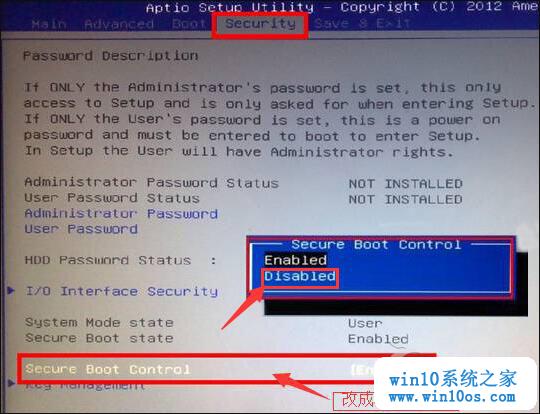 Aptio Setup Utility - Copyright (C) 2012 Ame
Main Advanced Boot Security Save & Exit
Password Description
If ONLY the Administrator's password is set, this only
access to Setup and is only asked for when entering Setup.
If ONLY the User's password is set, this is a power on
password and must be entered to boot to enter Setup.
In Setup the User will have Administrator rights.
Administrator Password Status NOT INSTALLED
User Password Status NOT INSTALLED
Administrator Password
User Password
Secure Boot Control
Enabled
Disabled
HDD Password Status :
I/O Interface Security
System Mode state User
Secure Boot state Enabled
Secure Boot Control [En
Key Management
改成
win10系统之家
www.win10os.com